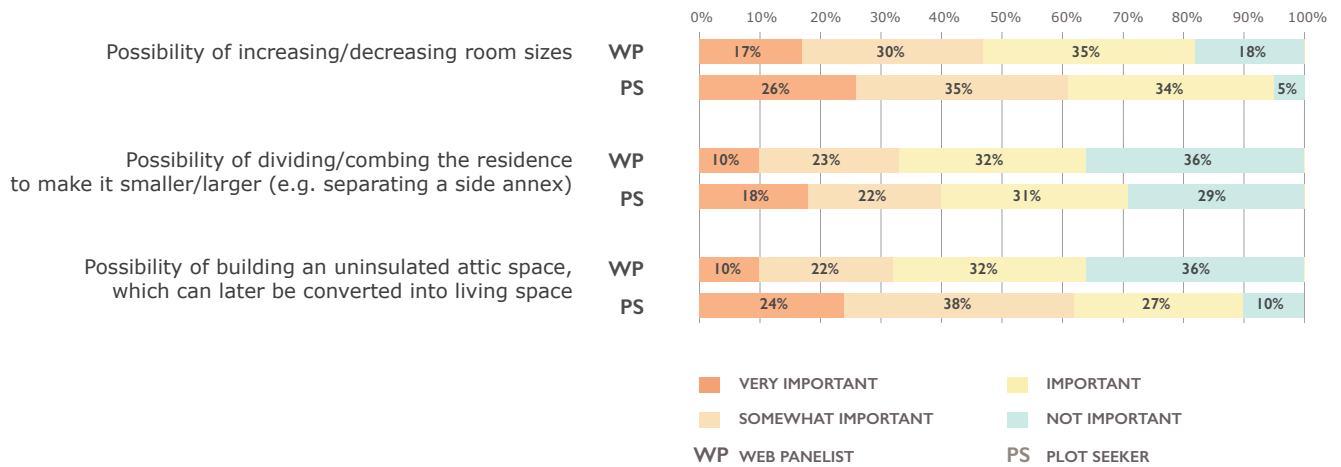 0% 10% 20% 30% 40% 50% 60% 70% 80% 90% 100%
Possibility of increasing/decreasing room sizes WP 17% 30% 35% 18%
PS 26% 35% 34% 5%
Possibility of dividing/combing the residence WP 10% 23% 32% 36%
to make it smaller/larger (e.g. separating a side annex) PS 18% 22% 31% 29%
Possibility of building an uninsulated attic space, WP 10% 22% 32% 36%
which can later be converted into living space PS 24% 38% 27% 10%
VERY IMPORTANT IMPORTANT
SOMEWHAT IMPORTANT NOT IMPORTANT
WP WEB PANELIST PS PLOT SEEKER